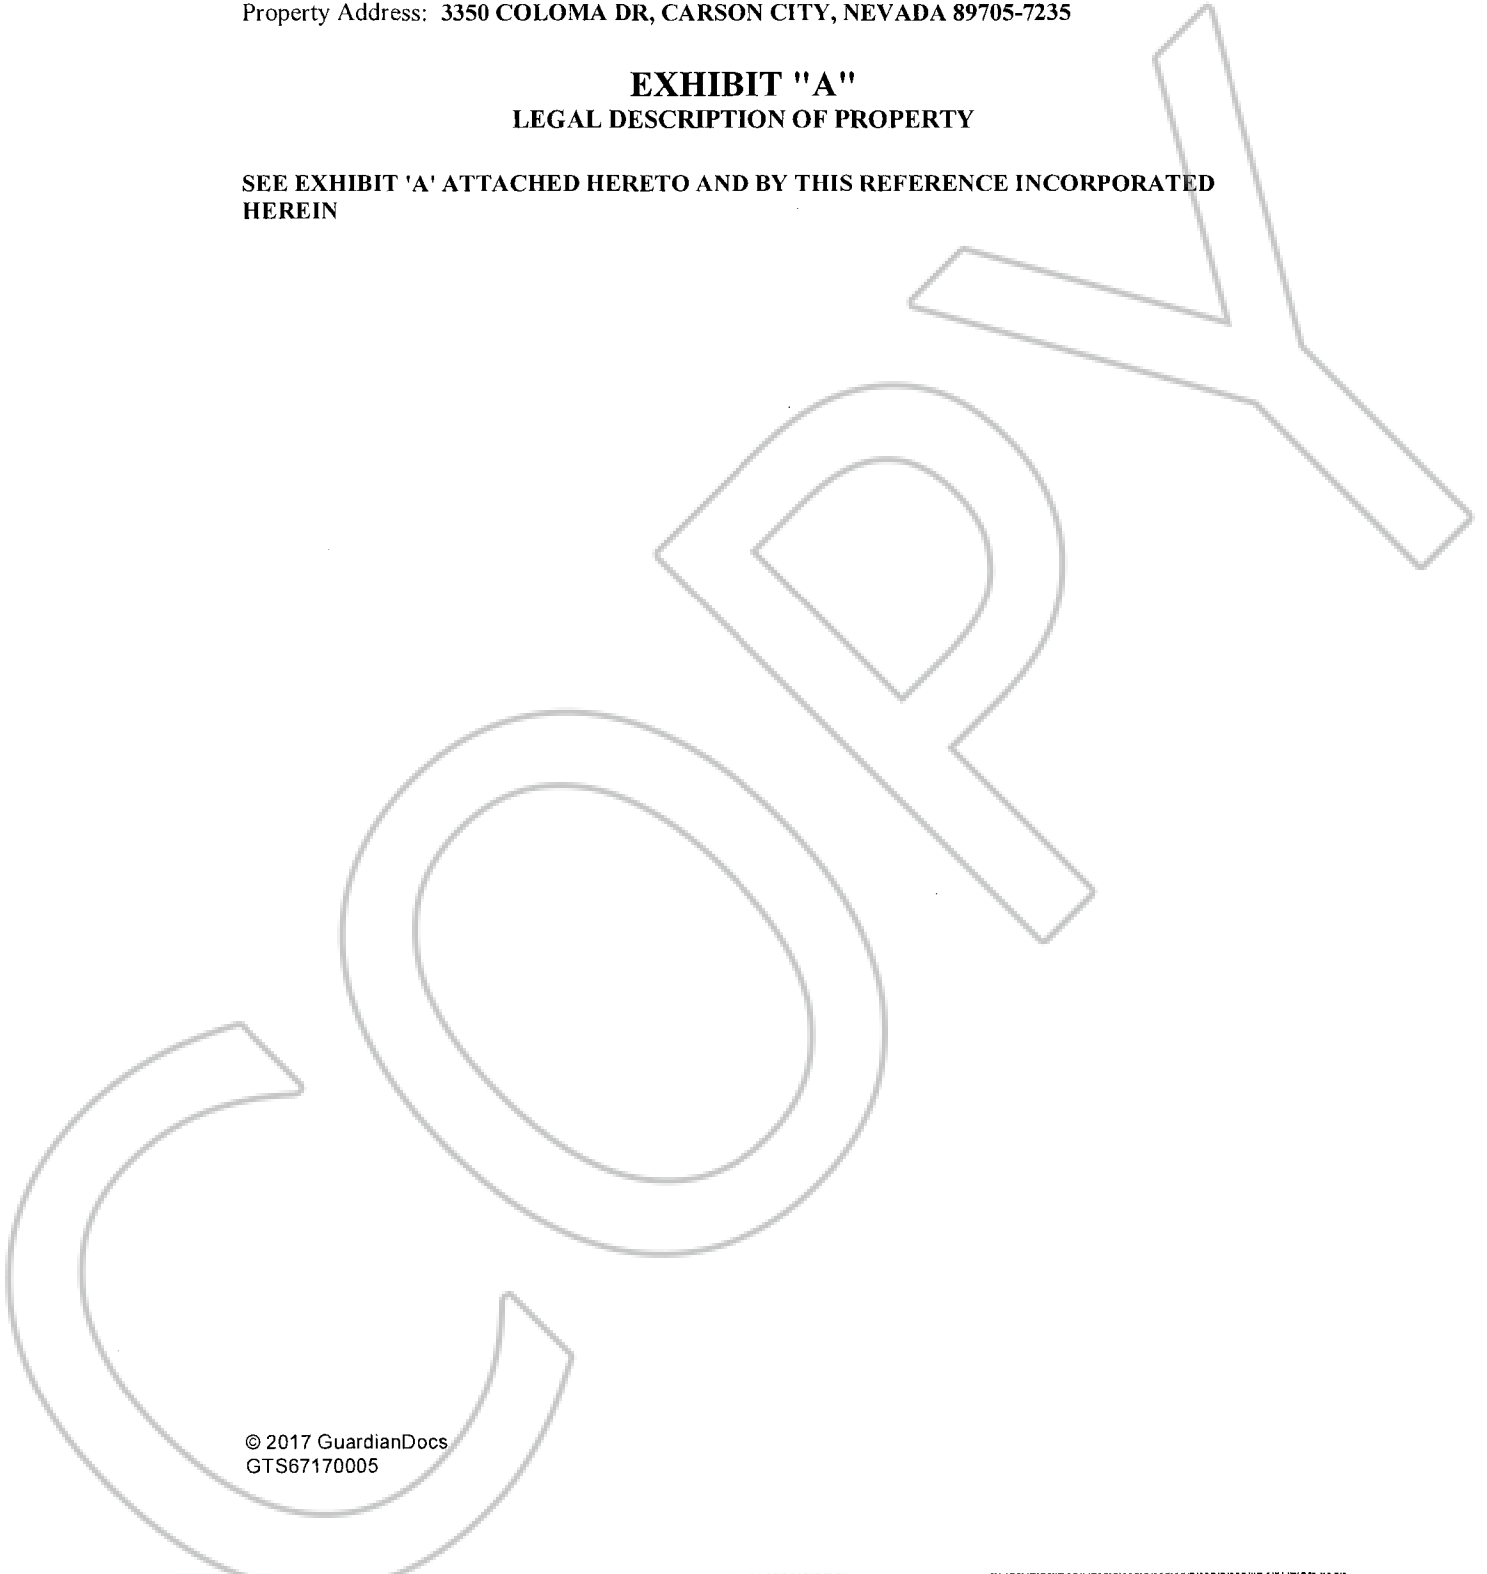 Property Address: 3350 COLOMA DR, CARSON CITY, NEVADA 89705-7235
EXHIBIT "A"
LEGAL DESCRIPTION OF PROPERTY
SEE EXHIBIT 'A' ATTACHED HERETO AND BY THIS REFERENCE INCORPORATED
HEREIN
COPY
© 2017 GuardianDocs
GTS67170005